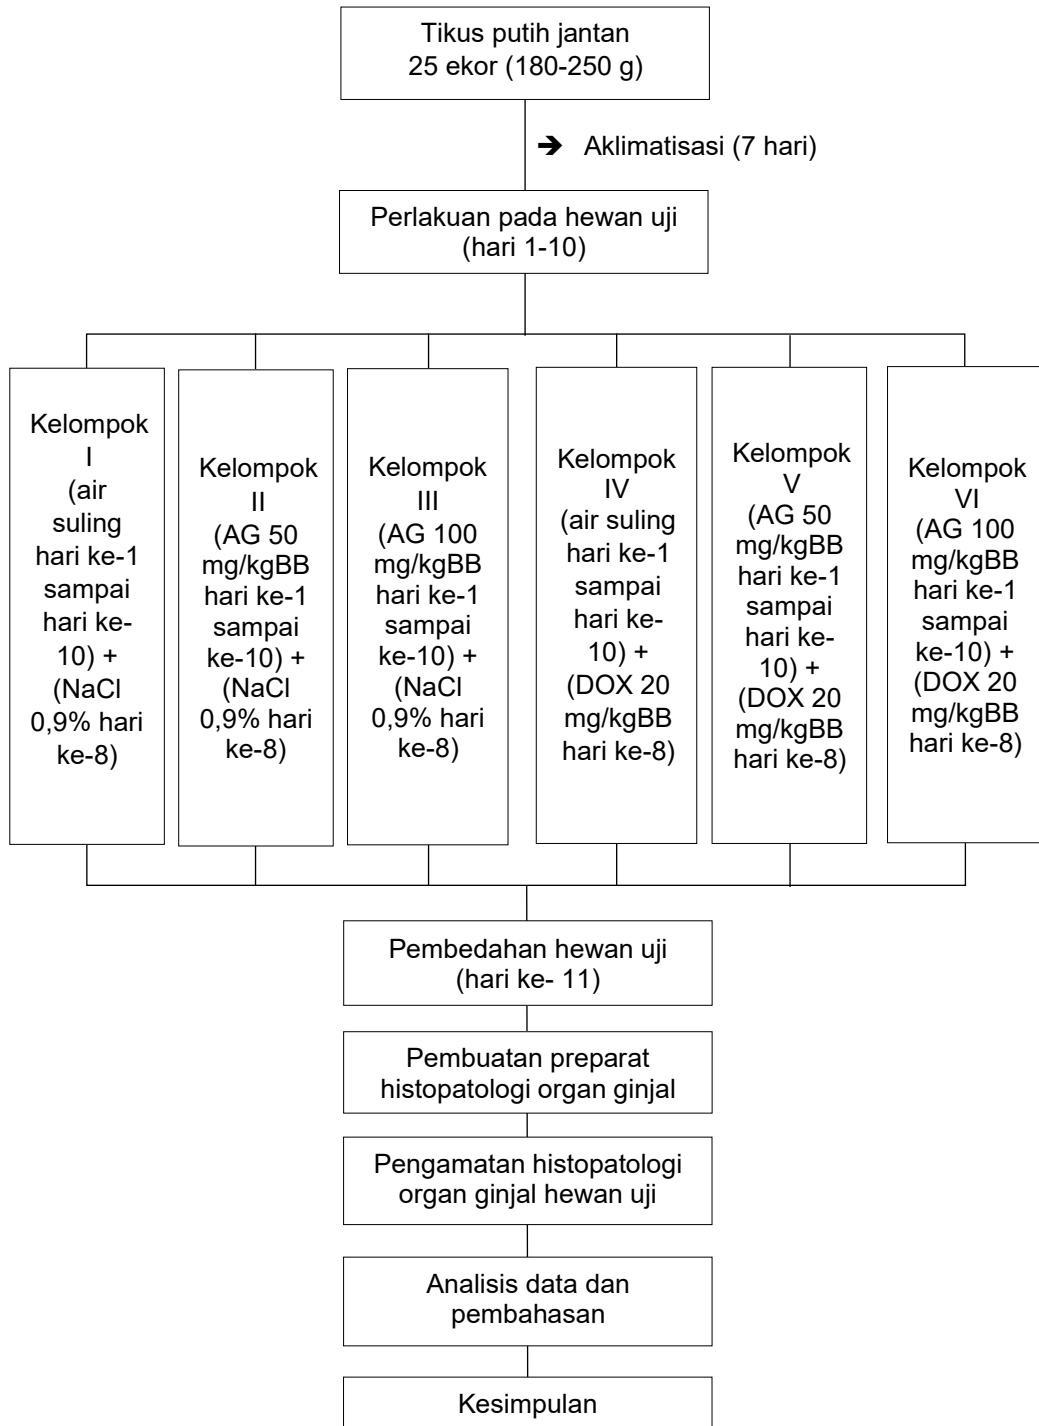 Tikus putih jantan
25 ekor (180-250 g)
➔ Aklimatisasi (7 hari)
Perlakuan pada hewan uji
(hari 1-10)
Kelompok
I
(air
suling
hari ke-1
sampai
hari ke-
10) +
(NaCl
0,9% hari
ke-8)
Kelompok
II
(AG 50
mg/kgBB
hari ke-1
sampai
ke-10) +
(NaCl
0,9% hari
ke-8)
Kelompok
III
(AG 100
mg/kgBB
hari ke-1
sampai
ke-10) +
(NaCl
0,9% hari
ke-8)
Kelompok
IV
(air suling
hari ke-1
sampai
hari ke-
10) +
(DOX 20
mg/kgBB
hari ke-8)
Kelompok
V
(AG 50
mg/kgBB
hari ke-1
sampai
hari ke-
10) +
(DOX 20
mg/kgBB
hari ke-8)
Kelompok
VI
(AG 100
mg/kgBB
hari ke-1
sampai
ke-10) +
(DOX 20
mg/kgBB
hari ke-8)
Pembedahan hewan uji
(hari ke- 11)
Pembuatan preparat
histopatologi organ ginjal
Pengamatan histopatologi
organ ginjal hewan uji
Analisis data dan
pembahasan
Kesimpulan